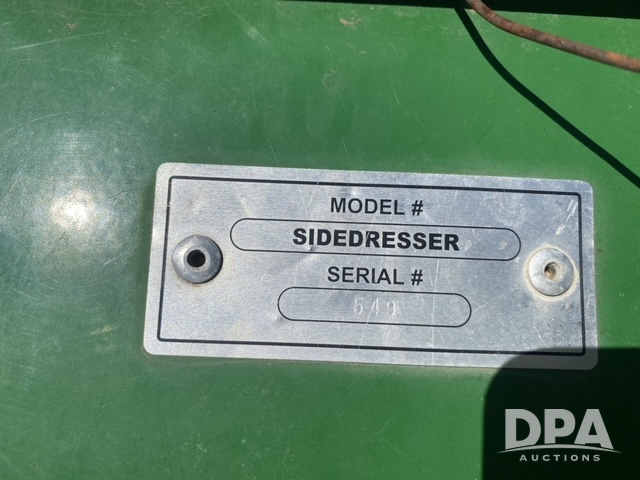 MODEL #
SIDEDRESSER
SERIAL #
549
DPA
AUCTIONS